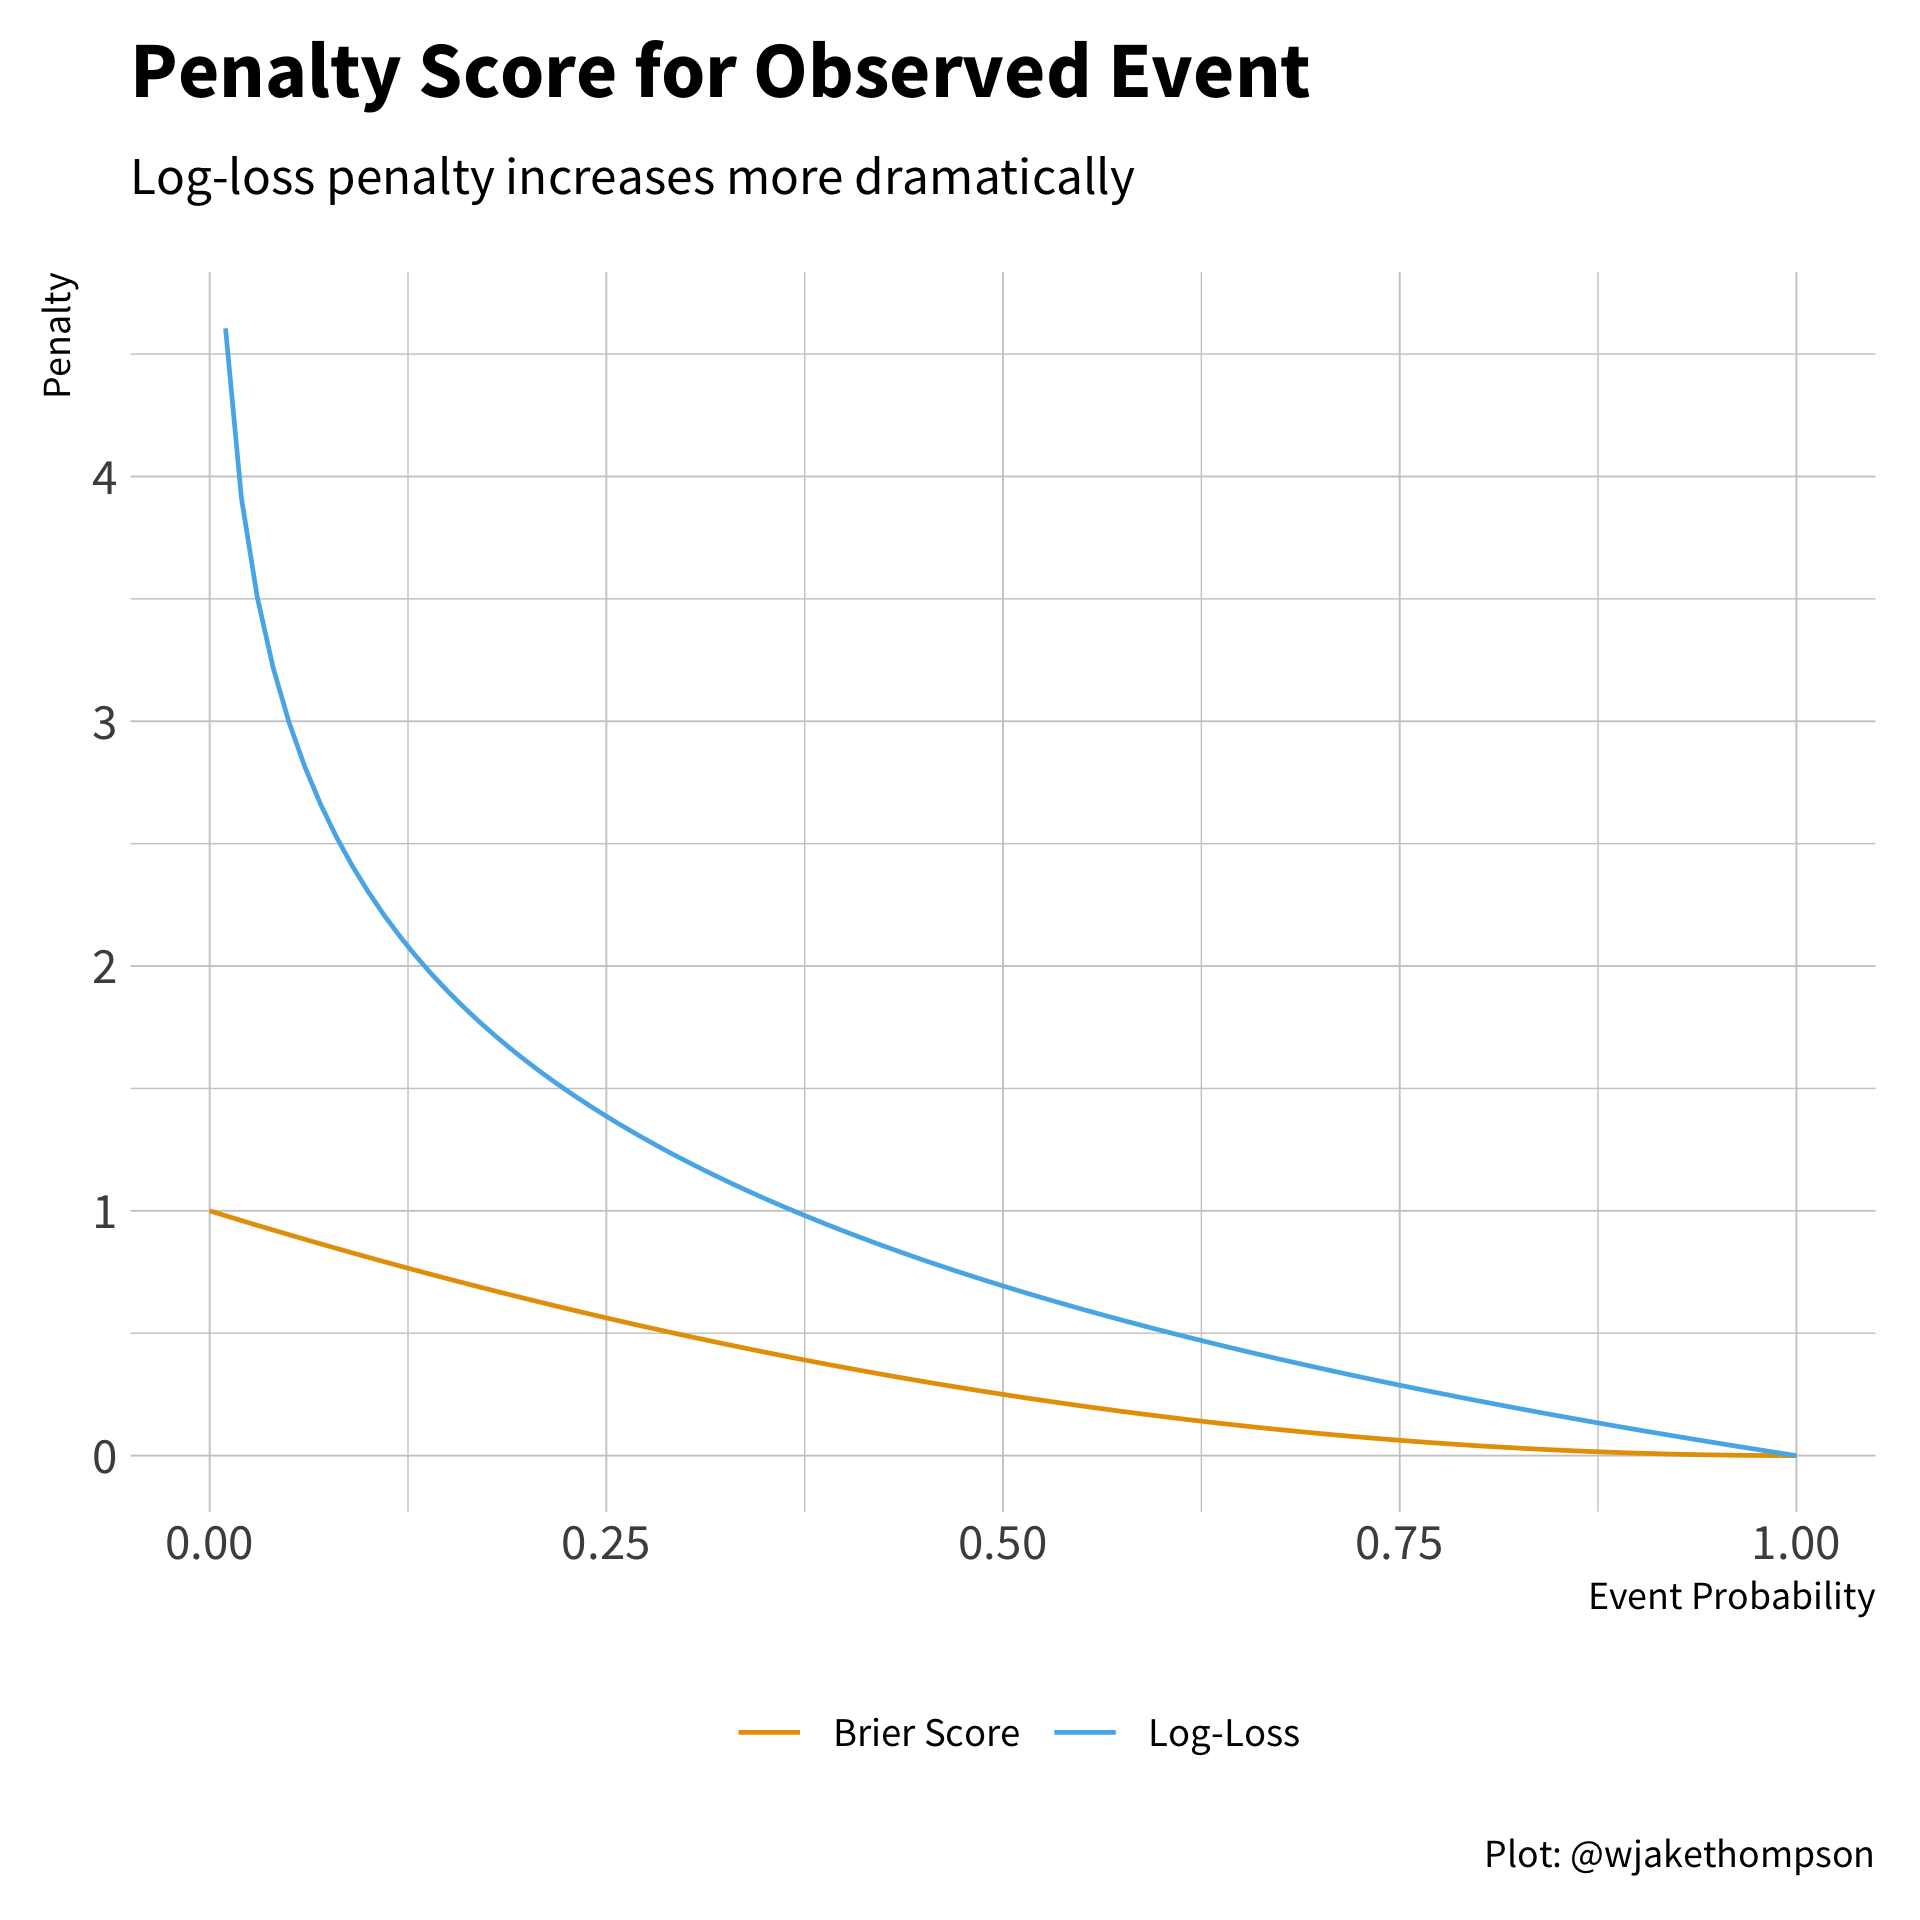 Penalty Score for Observed Event
Log-loss penalty increases more dramatically
Penalty
4
3
2
1
0
0.00 0.25 0.50 0.75 1.00
Event Probability
Brier Score Log-Loss
Plot: @wjakethompson